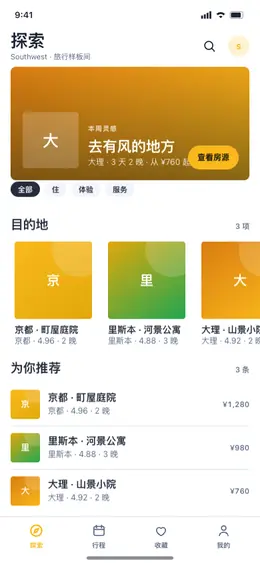 9:41
探索
Southwest · 旅行样板间
S
本周灵感
大
去有风的地方
大理 · 3 天 2 晚 · 从 ¥760 起
查看房源
全部
住
体验
服务
目的地
3 项
京
里
大
京都 · 町屋庭院
里斯本 · 河景公寓
大理 · 山景小院
京都 · 4.96 · 2 晚
里斯本 · 4.88 · 3 晚
大理 · 4.92 · 2 晚
为你推荐
3 条
京
京都 · 町屋庭院
京都 · 4.96 · 2 晚
¥1,280
里
里斯本 · 河景公寓
里斯本 · 4.88 · 3 晚
¥980
大
大理 · 山景小院
大理 · 4.92 · 2 晚
¥760
探索
行程
收藏
我的